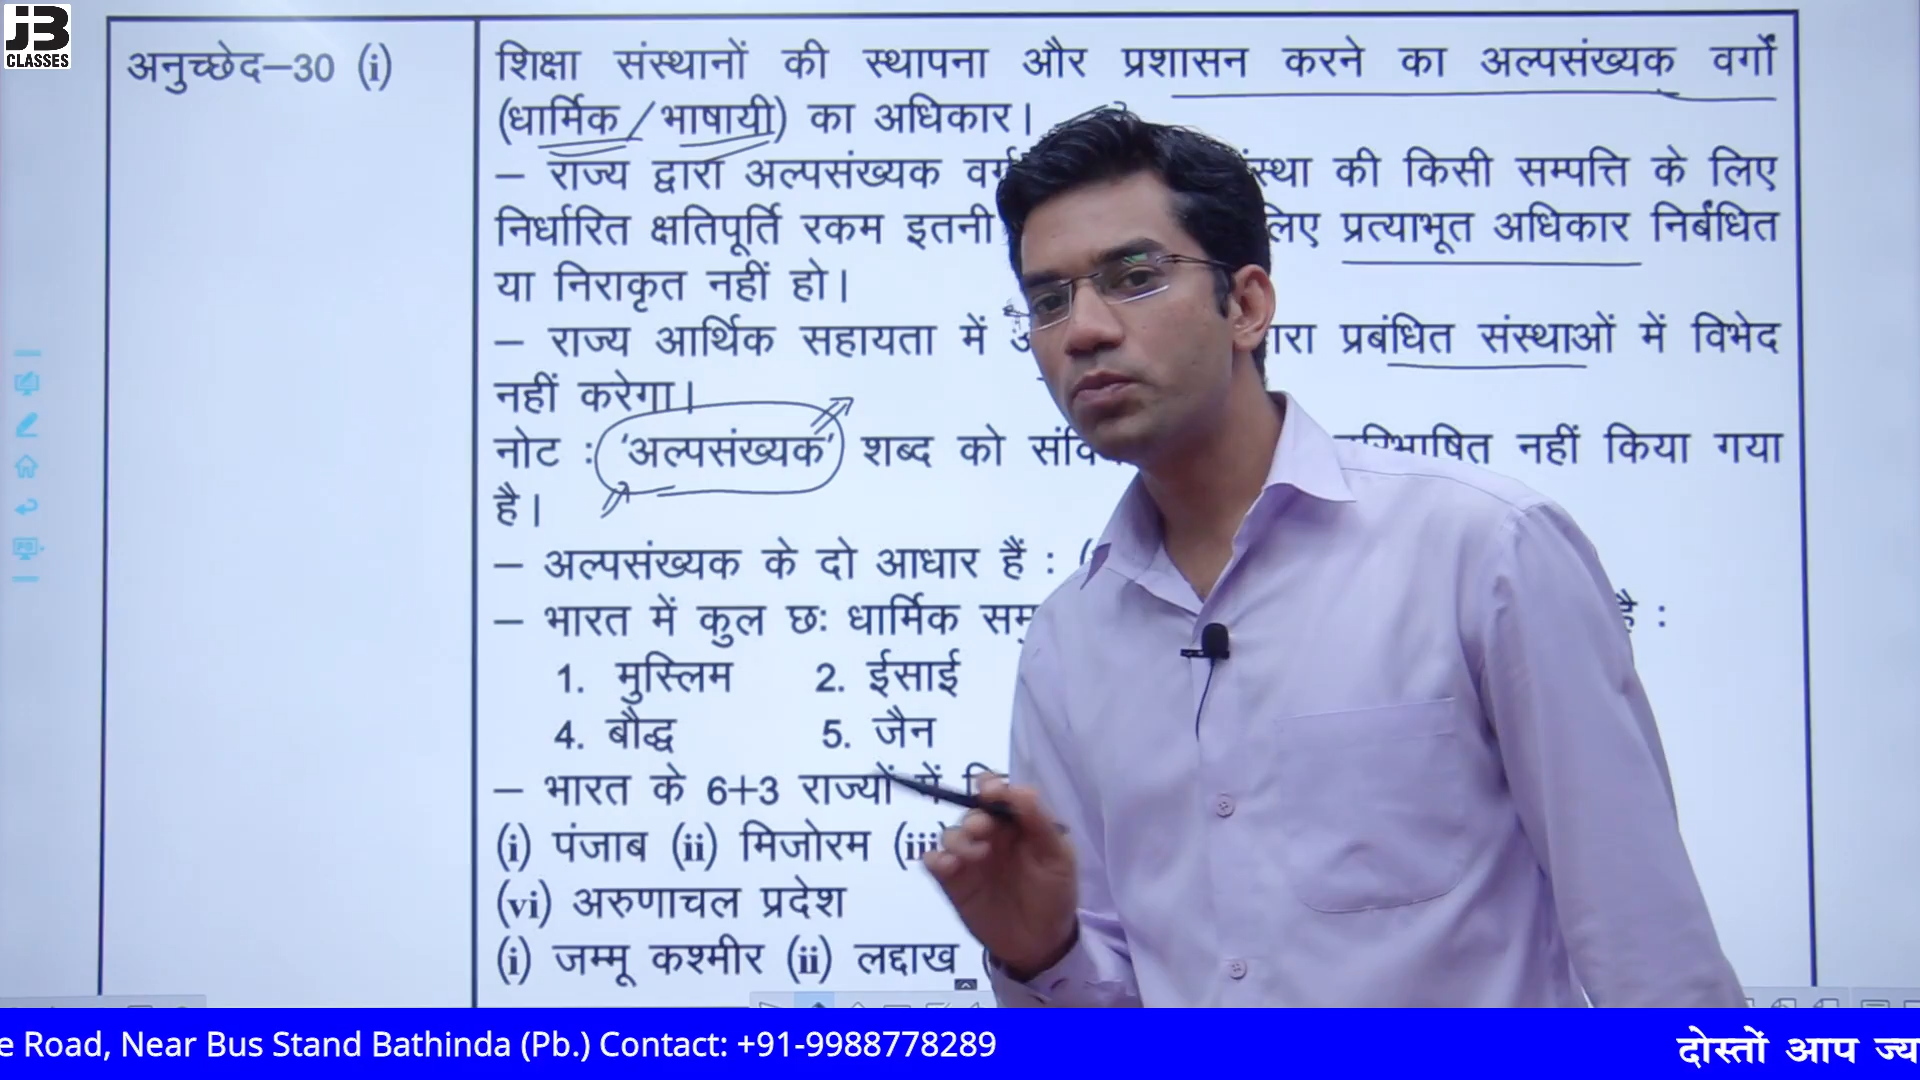 JB
CLASSES
अनुच्छेद–30 (i)
शिक्षा संस्थानों की स्थापना और प्रशासन करने का अल्पसंख्यक वर्गों
(धार्मिक/भाषायी) का अधिकार।
– राज्य द्वारा अल्पसंख्यक की किसी सम्पत्ति के लिए
निर्धारित क्षतिपूर्ति रकम इतनी लिए प्रत्याभूत अधिकार निर्बंधित
या निराकृत नहीं हो।
– राज्य आर्थिक सहायता में प्रबंधित संस्थाओं में विभेद
नहीं करेगा।
नोट : 'अल्पसंख्यक' शब्द को नहीं किया गया
है।
– अल्पसंख्यक के दो आधार हैं :
– भारत में कुल छः धार्मिक है :
1. मुस्लिम 2. ईसाई
4. बौद्ध 5. जैन
– भारत के 6+3 राज्यों में
(i) पंजाब (ii) मिजोरम (iii)
(vi) अरुणाचल प्रदेश
(i) जम्मू कश्मीर (ii) लद्दाख
Road, Near Bus Stand Bathinda (Pb.) Contact: +91-9988778289
दोस्तों आप